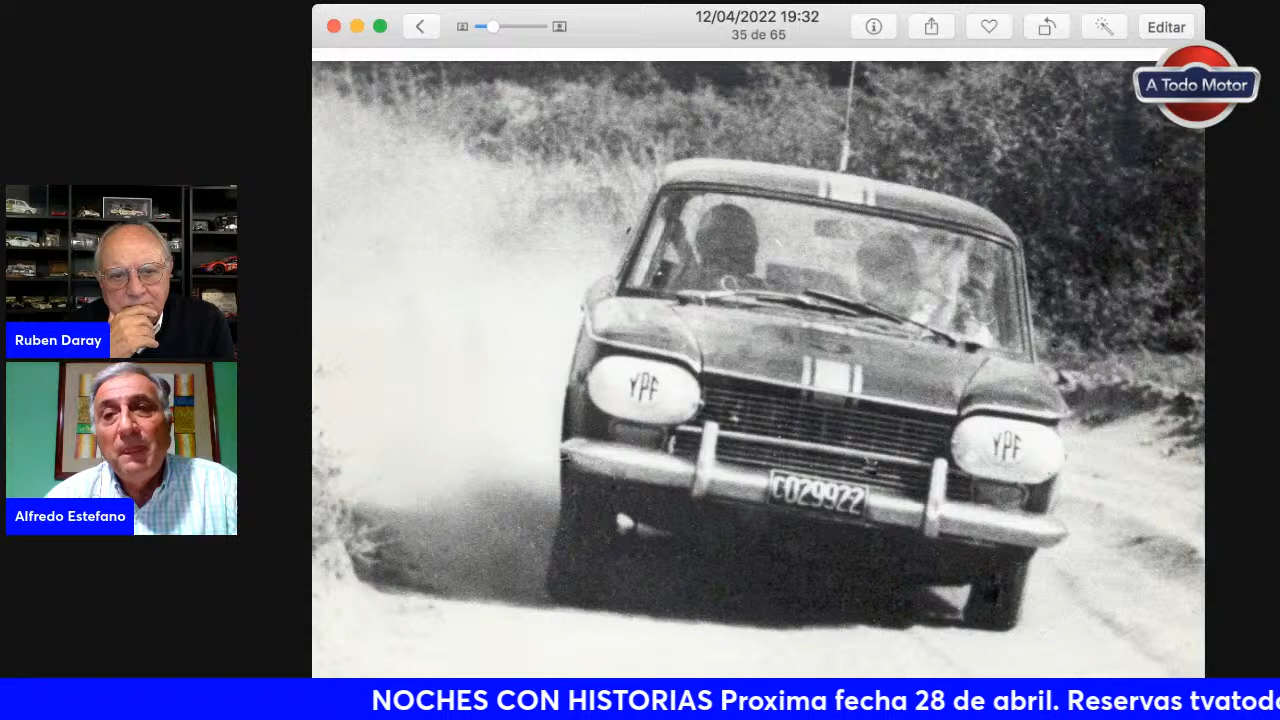 12/04/2022 19:32
35 de 65
Editar
A Todo Motor
YPF
YPF
C029922
Ruben Daray
Alfredo Estefano
NOCHES CON HISTORIAS Proxima fecha 28 de abril. Reservas tvatodo